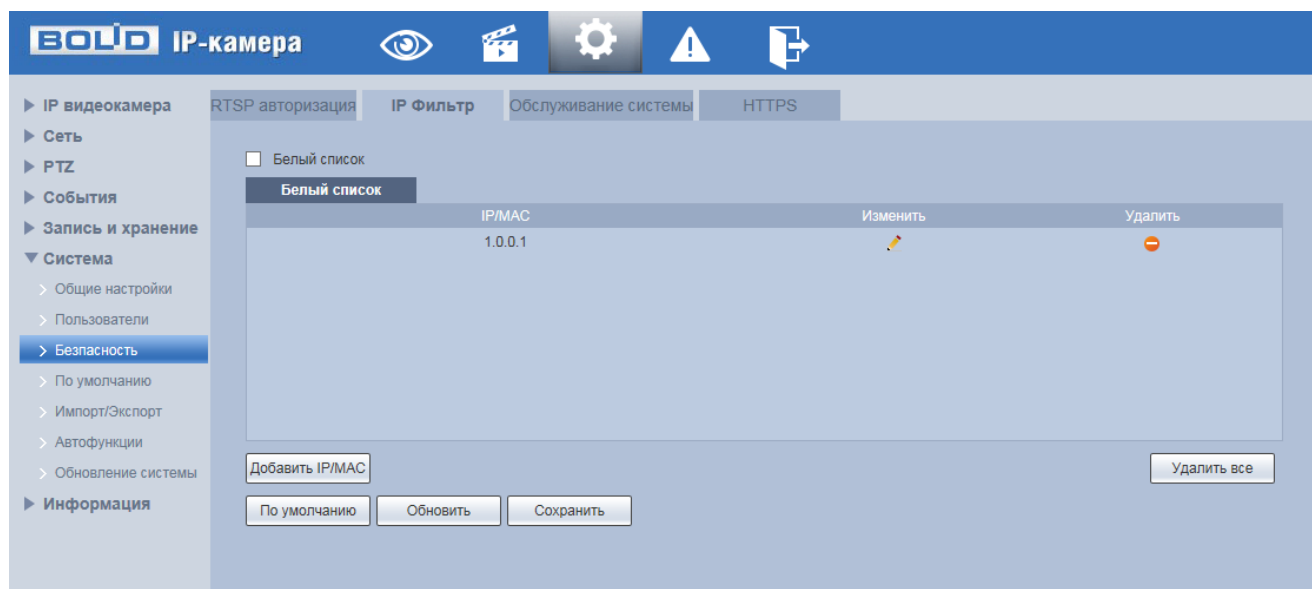 BOLID IP-камера
IP видеокамера
Сеть
PTZ
События
Запись и хранение
Система
Общие настройки
Пользователи
Безпасность
По умолчанию
Импорт/Экспорт
Автофункции
Обновление системы
Информация
RTSP авторизация IP Фильтр Обслуживание системы HTTPS
Белый список
Белый список
IP/MAC Изменить Удалить
1.0.0.1
Добавить IP/MAC Удалить все
По умолчанию Обновить Сохранить